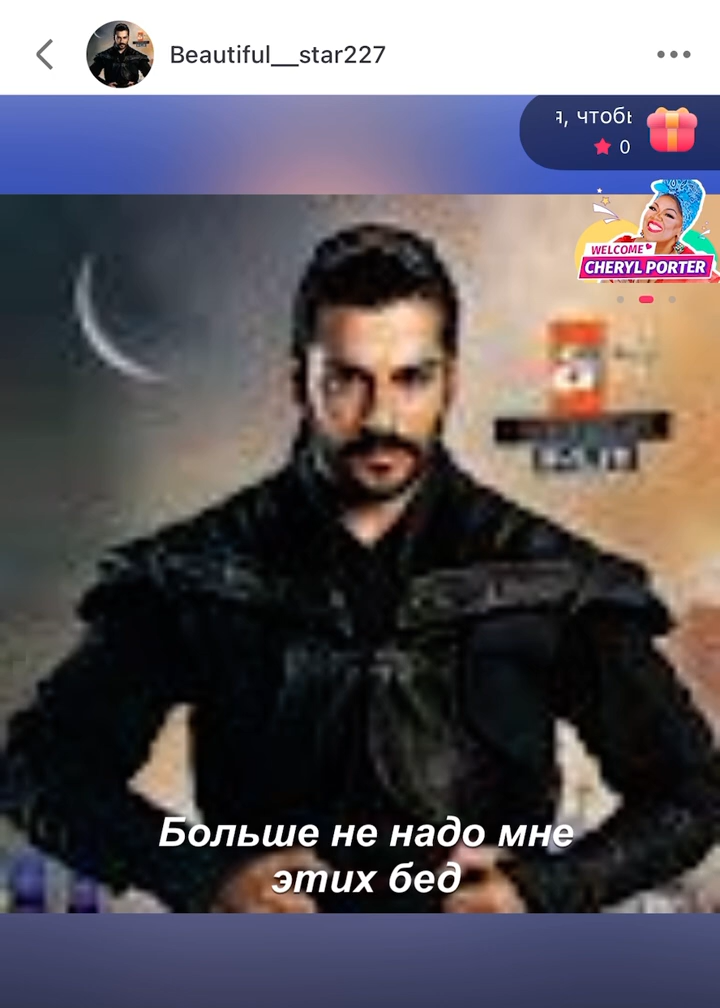 Beautiful__star227
я, чтобы
0
WELCOME
CHERYL PORTER
Больше не надо мне
этих бед